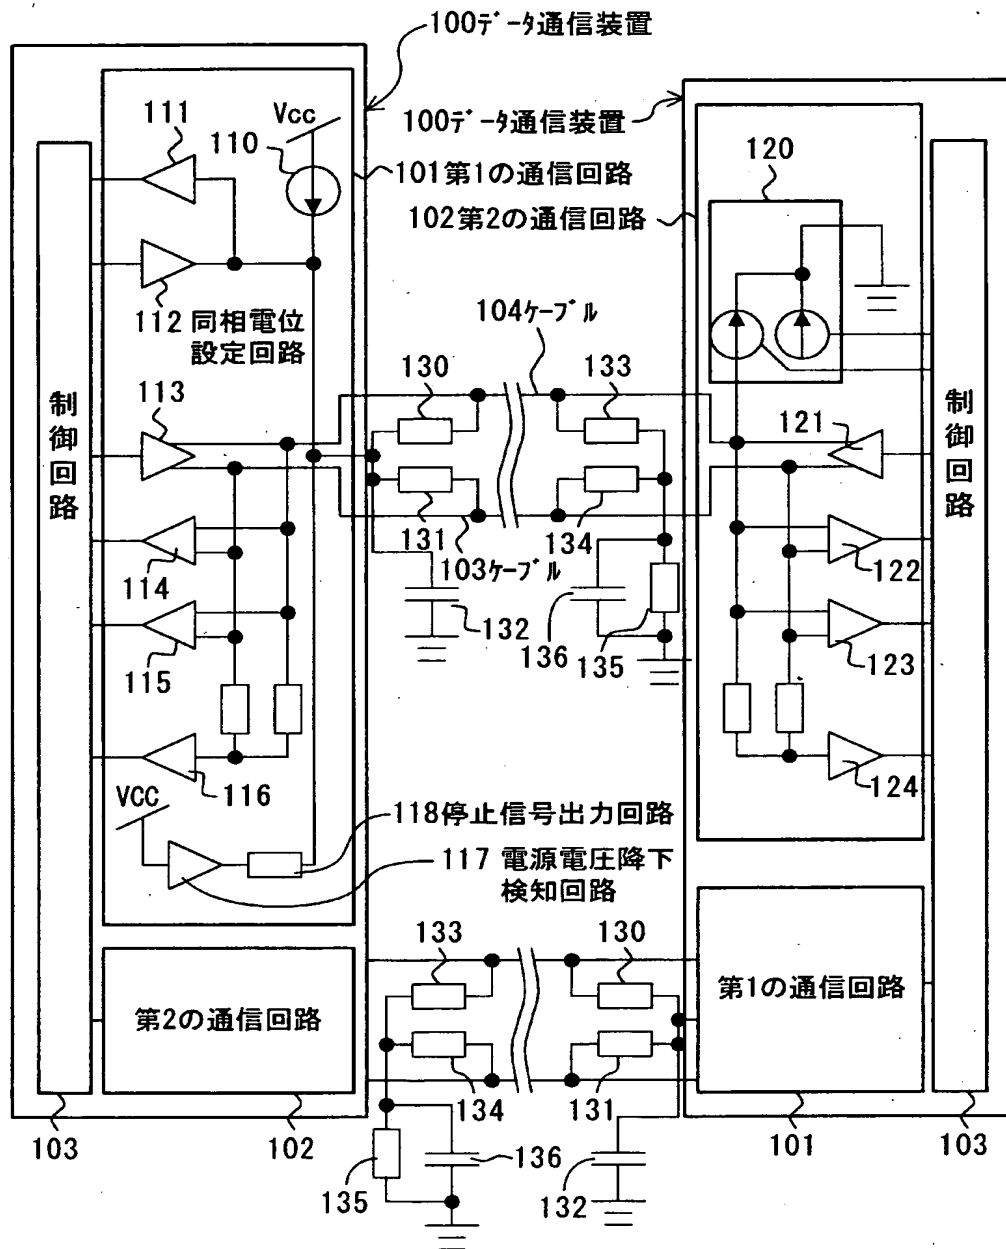 100データ通信装置
111
Vcc
110
101第1の通信回路
112 同相電位
設定回路
113
制御回路
114
115
116
VCC
118停止信号出力回路
117 電源電圧降下
検知回路
100データ通信装置
120
102第2の通信回路
104ケーブル
130
133
131
134
103ケーブル
132
136
135
121
122
123
124
制御回路
133
130
第2の通信回路
第1の通信回路
134
131
103
102
135
136
132
101
103